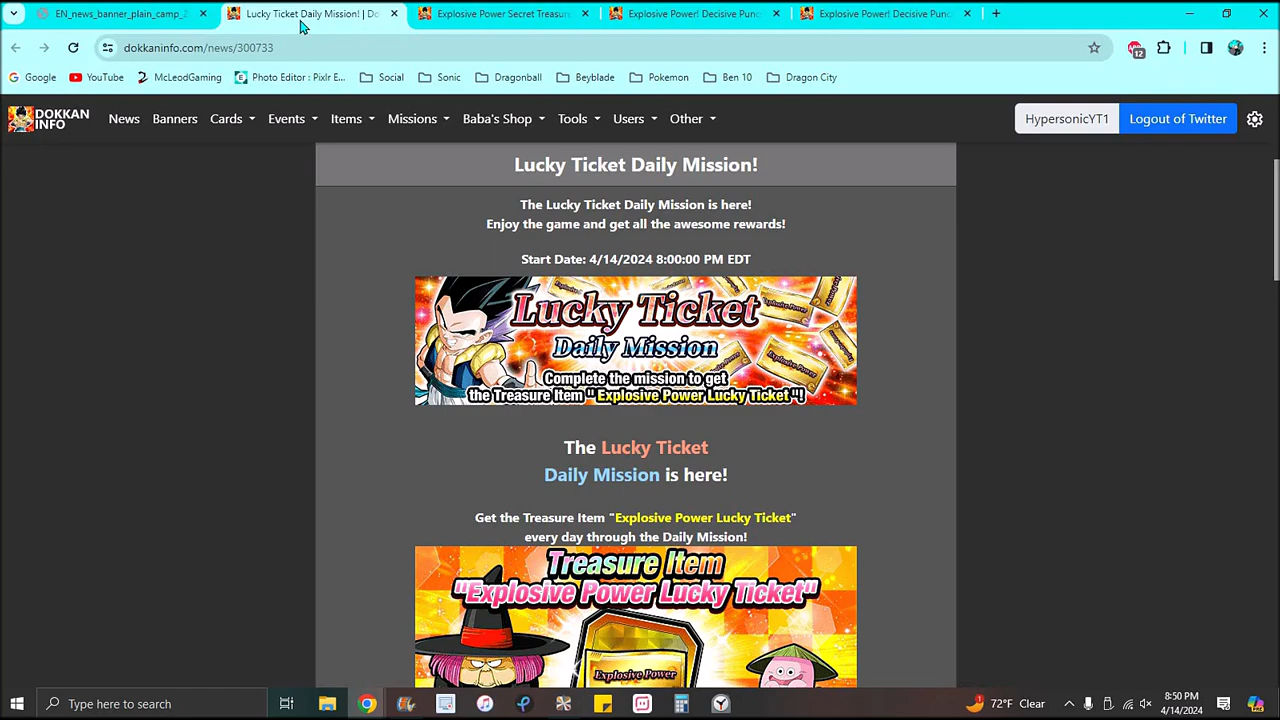 EN_news_banner_plain_camp_2
Lucky Ticket Daily Mission! | Do
Explosive Power Secret Treasure
Explosive Power! Decisive Punc
Explosive Power! Decisive Punc
dokkaninfo.com/news/300733
12
Google
YouTube
McLeodGaming
Photo Editor : Pixlr E...
Social
Sonic
Dragonball
Beyblade
Pokemon
Ben 10
Dragon City
DOKKAN
INFO
News
Banners
Cards
Events
Items
Missions
Baba's Shop
Tools
Users
Other
HypersonicYT1
Logout of Twitter
Lucky Ticket Daily Mission!
The Lucky Ticket Daily Mission is here!
Enjoy the game and get all the awesome rewards!
Start Date: 4/14/2024 8:00:00 PM EDT
Lucky Ticket
Daily Mission
Explosive Power
Complete the mission to get
the Treasure Item "Explosive Power Lucky Ticket"!
The Lucky Ticket
Daily Mission is here!
Get the Treasure Item "Explosive Power Lucky Ticket"
every day through the Daily Mission!
Treasure Item
"Explosive Power Lucky Ticket"
Explosive Power
Type here to search
72°F Clear
8:50 PM
4/14/2024